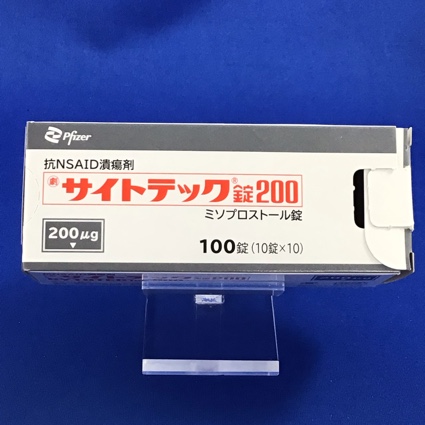 Pfizer
抗NSAID潰瘍剤
劇 サイトテック®錠200
ミソプロストール錠
200μg
100錠(10錠×10)